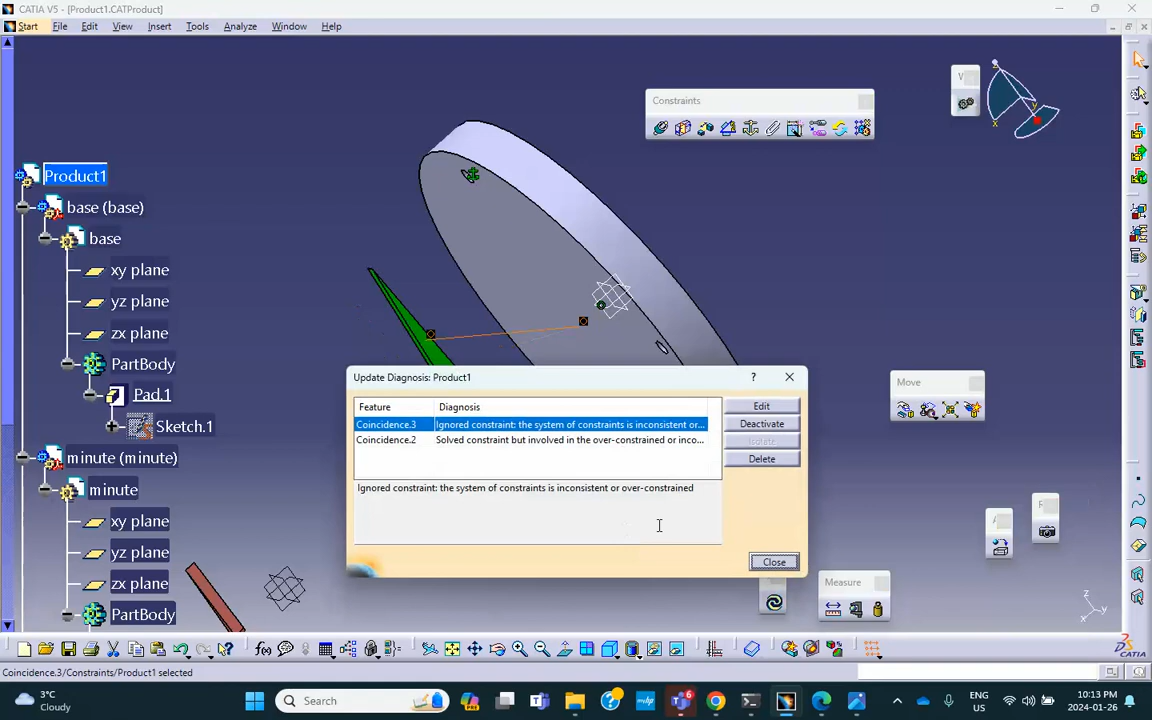 CATIA V5 - [Product1.CATProduct]
Start File Edit View Insert Tools Analyze Window Help
Constraints
V
z
y
x
Product1
base (base)
base
xy plane
yz plane
zx plane
PartBody
Pad.1
Sketch.1
minute (minute)
minute
xy plane
yz plane
zx plane
PartBody
Update Diagnosis: Product1
?
Feature Diagnosis
Coincidence.3 Ignored constraint: the system of constraints is inconsistent or...
Coincidence.2 Solved constraint but involved in the over-constrained or inco...
Ignored constraint: the system of constraints is inconsistent or over-constrained
Edit
Deactivate
Isolate
Delete
Close
Move
Measure
z
x y
f(x)
CATIA
Coincidence.3/Constraints/Product1 selected
3°C
Cloudy
Search
6
ENG
US
10:13 PM
2024-01-26